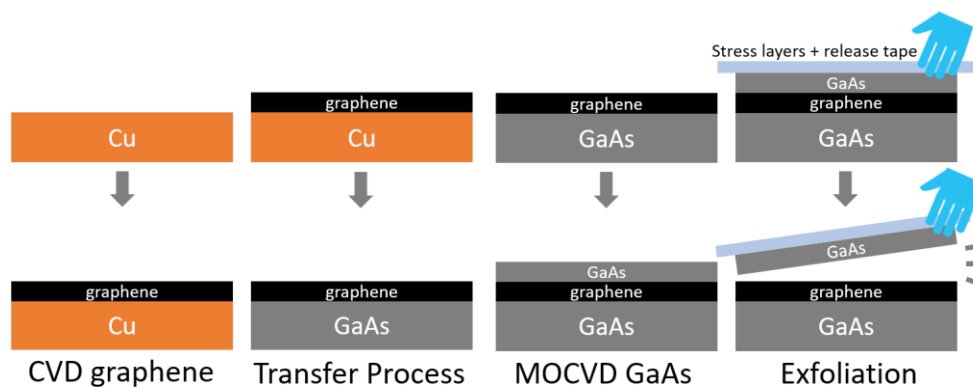 Stress layers + release tape
GaAs
graphene
graphene
graphene
Cu
Cu
GaAs
GaAs
GaAs
GaAs
graphene
graphene
graphene
graphene
Cu
GaAs
GaAs
GaAs
CVD graphene
Transfer Process
MOCVD GaAs
Exfoliation